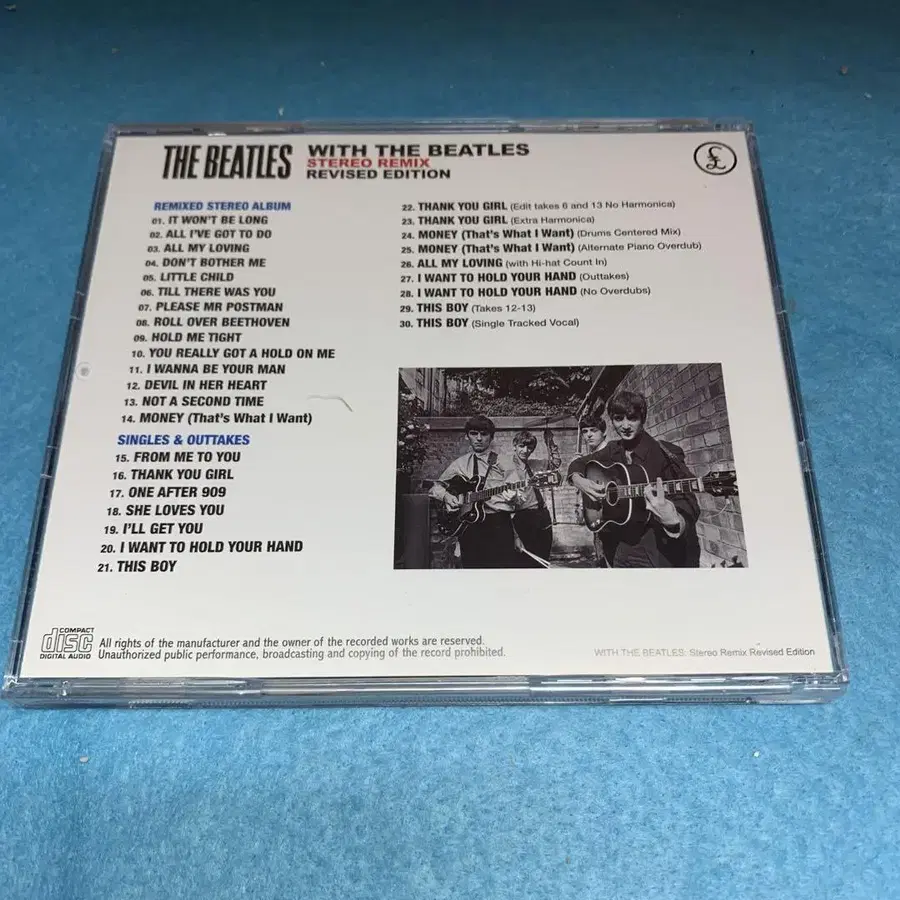 THE BEATLES
WITH THE BEATLES
STEREO REMIX
REVISED EDITION
REMIXED STEREO ALBUM
01. IT WON'T BE LONG
02. ALL I'VE GOT TO DO
03. ALL MY LOVING
04. DON'T BOTHER ME
05. LITTLE CHILD
06. TILL THERE WAS YOU
07. PLEASE MR POSTMAN
08. ROLL OVER BEETHOVEN
09. HOLD ME TIGHT
10. YOU REALLY GOT A HOLD ON ME
11. I WANNA BE YOUR MAN
12. DEVIL IN HER HEART
13. NOT A SECOND TIME
14. MONEY (That's What I Want)
SINGLES & OUTTAKES
15. FROM ME TO YOU
16. THANK YOU GIRL
17. ONE AFTER 909
18. SHE LOVES YOU
19. I'LL GET YOU
20. I WANT TO HOLD YOUR HAND
21. THIS BOY
22. THANK YOU GIRL (Edit takes 6 and 13 No Harmonica)
23. THANK YOU GIRL (Extra Harmonica)
24. MONEY (That's What I Want) (Drums Centered Mix)
25. MONEY (That's What I Want) (Alternate Piano Overdub)
26. ALL MY LOVING (with Hi-hat Count In)
27. I WANT TO HOLD YOUR HAND (Outtakes)
28. I WANT TO HOLD YOUR HAND (No Overdubs)
29. THIS BOY (Takes 12-13)
30. THIS BOY (Single Tracked Vocal)
COMPACT
disc
DIGITAL AUDIO
All rights of the manufacturer and the owner of the recorded works are reserved.
Unauthorized public performance, broadcasting and copying of the record prohibited.
WITH THE BEATLES: Stereo Remix Revised Edition